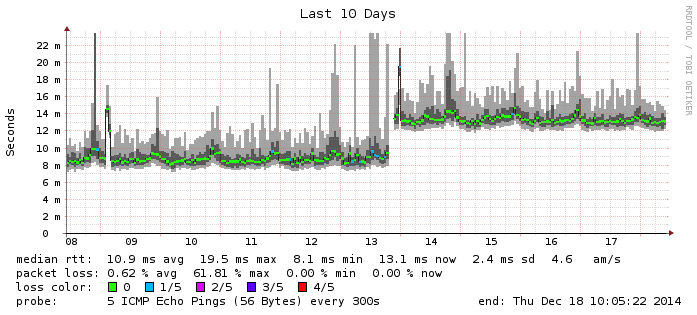 Last 10 Days
RRDTOOL / TOBI OETIKER
Seconds
22 m
20 m
18 m
16 m
14 m
12 m
10 m
8 m
6 m
4 m
2 m
0
08 09 10 11 12 13 14 15 16 17
median rtt: 10.9 ms avg 19.5 ms max 8.1 ms min 13.1 ms now 2.4 ms sd 4.6 am/s
packet loss: 0.62 % avg 61.81 % max 0.00 % min 0.00 % now
loss color: 0 1/5 2/5 3/5 4/5
probe: 5 ICMP Echo Pings (56 Bytes) every 300s end: Thu Dec 18 10:05:22 2014